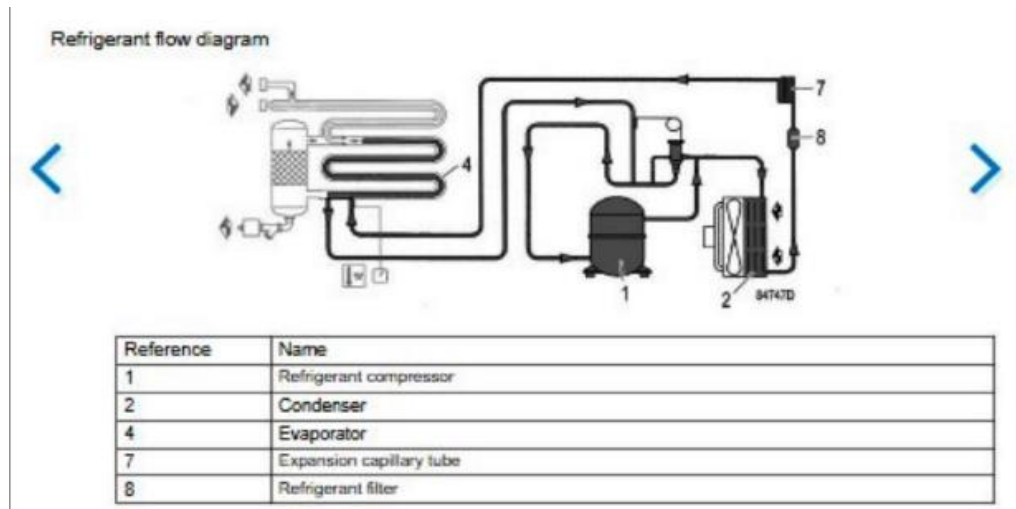 Refrigerant flow diagram
7
8
4
1
2
84747D
Reference Name
1 Refrigerant compressor
2 Condenser
4 Evaporator
7 Expansion capillary tube
8 Refrigerant filter